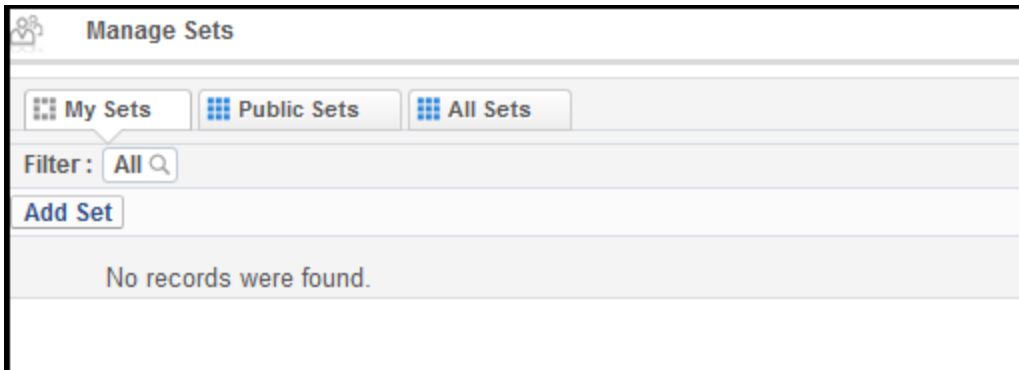 Manage Sets
My Sets Public Sets All Sets
Filter : All
Add Set
No records were found.